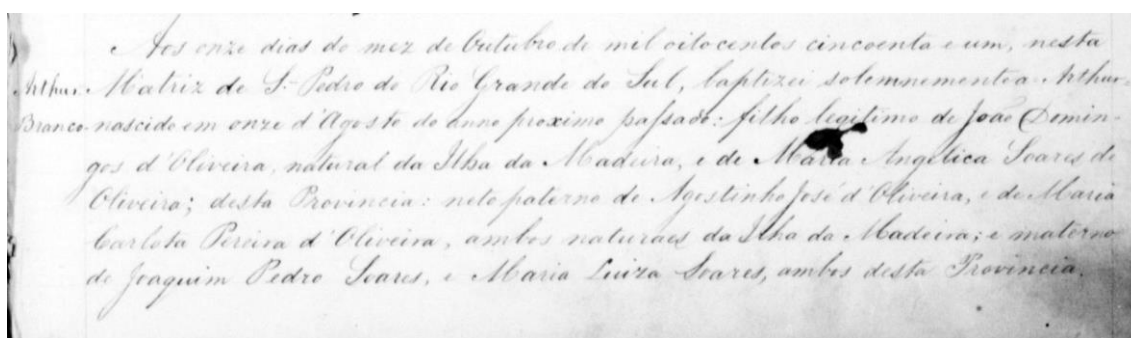 Aos onze dias do mez de Outubro de mil oitocentos cincoenta e um, nesta
Arthur. Matriz de S. Pedro do Rio Grande do Sul, baptizei solemnemente a Arthur,
Branco. nascido em onze d'Agosto do anno proximo passado: filho legitimo de João Domin-
gos d'Oliveira, natural da Ilha da Madeira, e de Maria Angelica Soares de
Oliveira; desta Provincia: neto paterno de Agostinho José d'Oliveira, e de Maria
Carlota Pereira d'Oliveira, ambos naturaes da Ilha da Madeira; e materno
de Joaquim Pedro Soares, e Maria Luiza Soares, ambos desta Provincia.